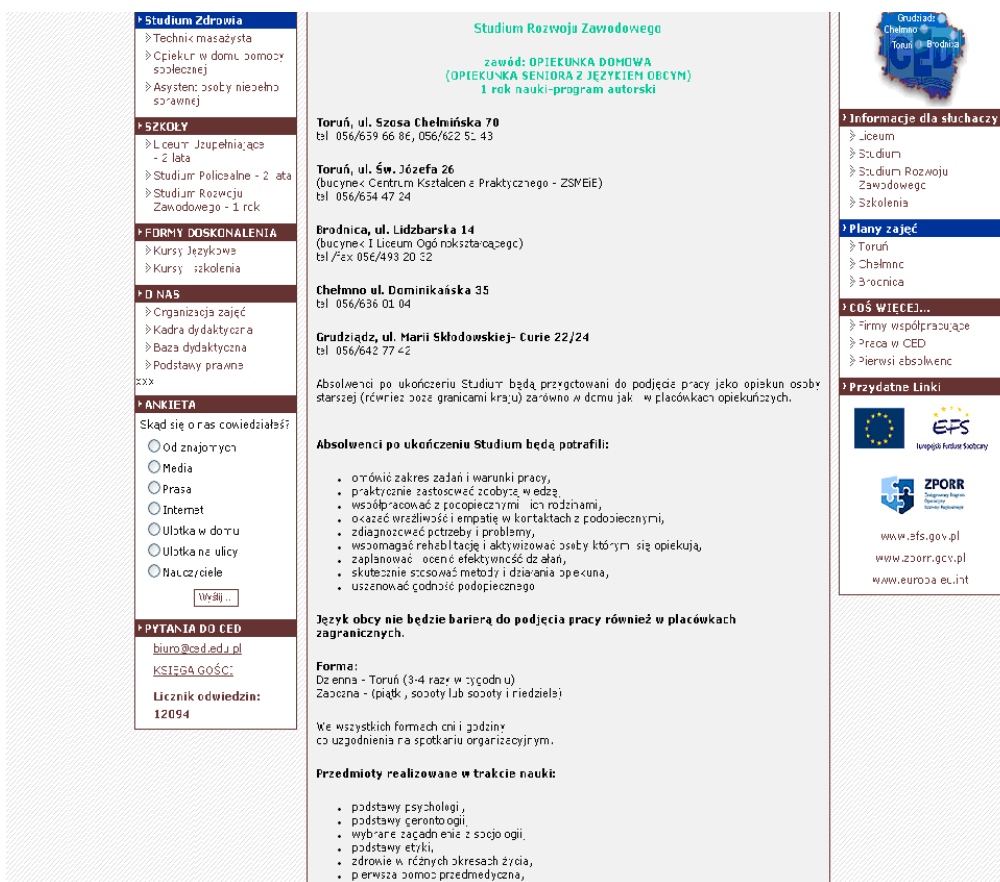 Studium Zdrowia
Technik masażysta
Opiekun w domu pomocy
społecznej
Asystent osoby niepełno
sprawnej
SZKOŁY
Liceum Uzupełniające
- 2 lata
Studium Policealne - 2 lata
Studium Rozwoju
Zawodowego - 1 rok
FORMY DOSKONALENIA
Kursy Językowe
Kursy i szkolenia
O NAS
Organizacja zajęć
Kadra dydaktyczna
Baza dydaktyczna
Podstawy prawne
xxx
ANKIETA
Skąd się o nas dowiedziałeś?
Od znajomych
Media
Prasa
Internet
Ulotka w domu
Ulotka na ulicy
Nauczyciele
Wyślij ...
PYTANIA DO CED
biuro@ced.edu.pl
KSIĘGA GOŚCI
Licznik odwiedzin:
12094
Studium Rozwoju Zawodowego
zawód: OPIEKUNKA DOMOWA
(OPIEKUNKA SENIORA Z JĘZYKIEM OBCYM)
1 rok nauki-program autorski
Toruń, ul. Szosa Chełmińska 70
tel. 056/659 66 86, 056/622 51 43
Toruń, ul. Św. Józefa 26
(budynek Centrum Kształcenia Praktycznego - ZSMEiE)
tel. 056/654 47 24
Brodnica, ul. Lidzbarska 14
(budynek I Liceum Ogólnokształcącego)
tel./fax 056/493 20 32
Chełmno ul. Dominikańska 35
tel. 056/686 01 04
Grudziądz, ul. Marii Skłodowskiej- Curie 22/24
tel. 056/642 77 42
Absolwenci po ukończeniu Studium będą przygotowani do podjęcia pracy jako opiekun osoby
starszej (również poza granicami kraju) zarówno w domu jak i w placówkach opiekuńczych.
Absolwenci po ukończeniu Studium będą potrafili:
omówić zakres zadań i warunki pracy,
praktycznie zastosować zdobytą wiedzę,
współpracować z podopiecznymi i ich rodzinami,
okazać wrażliwość i empatię w kontaktach z podopiecznymi,
zdiagnozować potrzeby i problemy,
wspomagać rehabilitację i aktywizować osoby którymi się opiekują,
zaplanować i ocenić efektywność działań,
skutecznie stosować metody i działania opiekuna,
uszanować godność podopiecznego
Język obcy nie będzie barierą do podjęcia pracy również w placówkach
zagranicznych.
Forma:
Dzienna - Toruń (3-4 razy w tygodniu)
Zaoczna - (piątki, soboty lub soboty i niedziele)
We wszystkich formach dni i godziny
do uzgodnienia na spotkaniu organizacyjnym.
Przedmioty realizowane w trakcie nauki:
podstawy psychologii,
podstawy gerontologii,
wybrane zagadnienia z socjologii,
podstawy etyki,
zdrowie w różnych okresach życia,
pierwsza pomoc przedmedyczna,
Grudziądz
Chełmno
Toruń
Brodnica
CED
Informacje dla słuchaczy
Liceum
Studium
Studium Rozwoju
Zawodowego
Szkolenia
Plany zajęć
Toruń
Chełmno
Brodnica
COŚ WIĘCEJ...
Firmy współpracujące
Praca w CED
Pierwsi absolwenci
Przydatne Linki
EFS
Europejski Fundusz Społeczny
ZPORR
Zintegrowany Program
Operacyjny
Rozwoju Regionalnego
www.efs.gov.pl
www.zporr.gov.pl
www.europa.eu.int